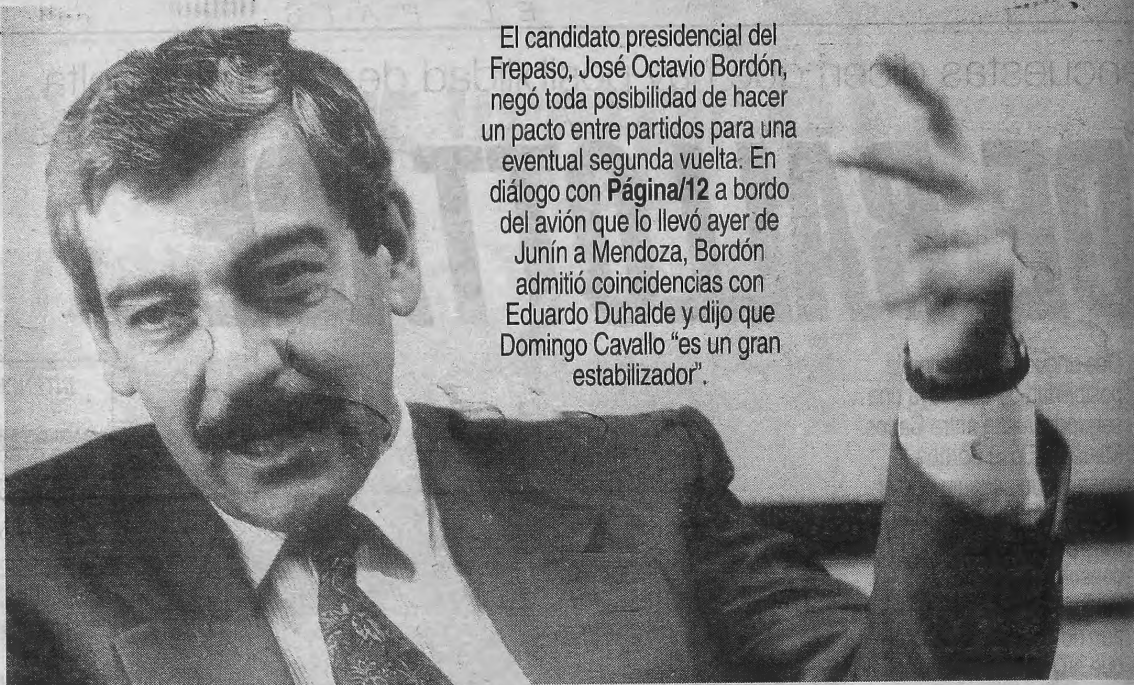 El candidato presidencial del
Frepaso, José Octavio Bordón,
negó toda posibilidad de hacer
un pacto entre partidos para una
eventual segunda vuelta. En
diálogo con Página/12 a bordo
del avión que lo llevó ayer de
Junín a Mendoza, Bordón
admitió coincidencias con
Eduardo Duhalde y dijo que
Domingo Cavallo "es un gran
estabilizador".